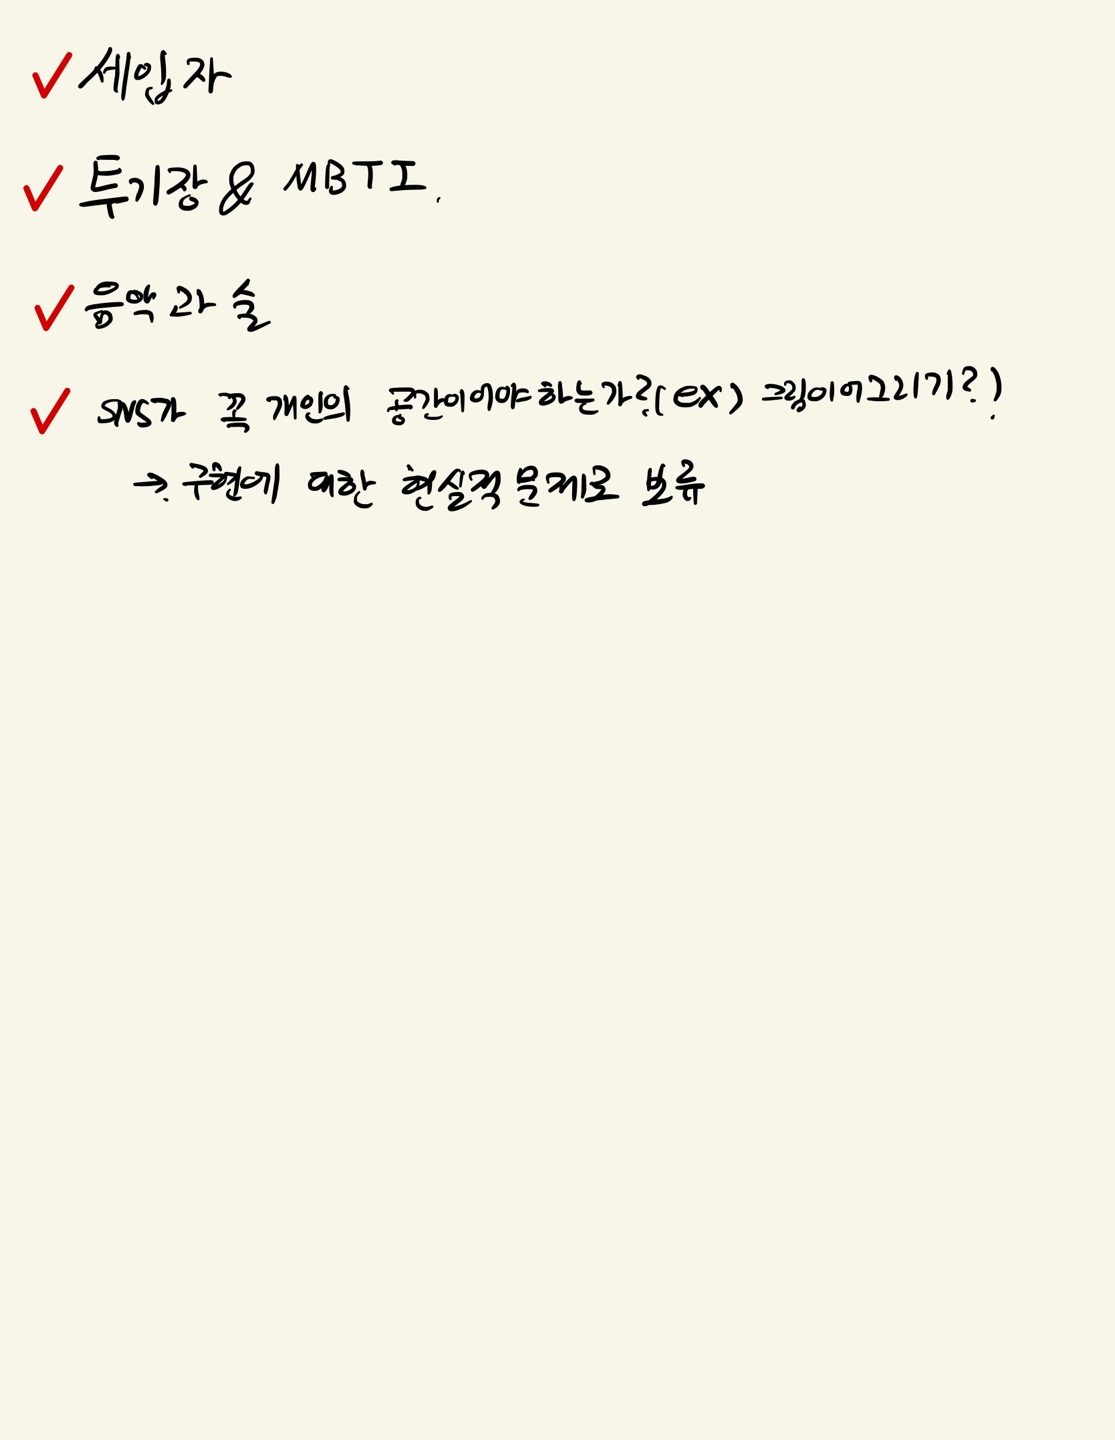 ✓ 세입자
✓ 투기장 & MBTI.
✓ 음악과 술
✓ SNS가 꼭 개인의 공간이어야하는가?(ex) 그림이어그리기?)
→ 구현에 대한 현실적 문제로 보류